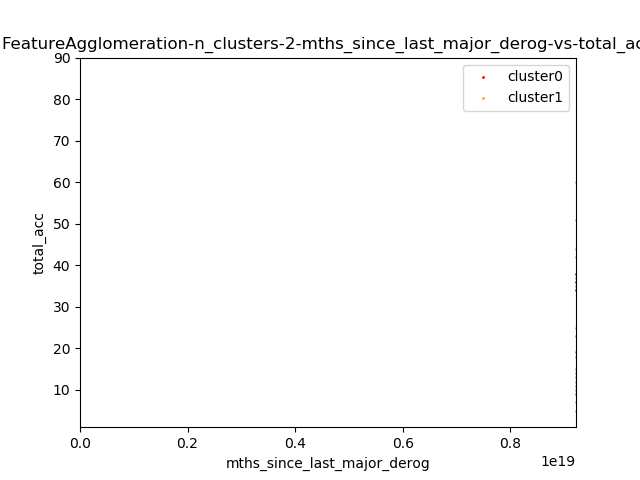 FeatureAgglomeration-n_clusters-2-mths_since_last_major_derog-vs-total_ac
cluster0
cluster1
90
80
70
60
50
40
30
20
10
total_acc
0.0 0.2 0.4 0.6 0.8
1e19
mths_since_last_major_derog